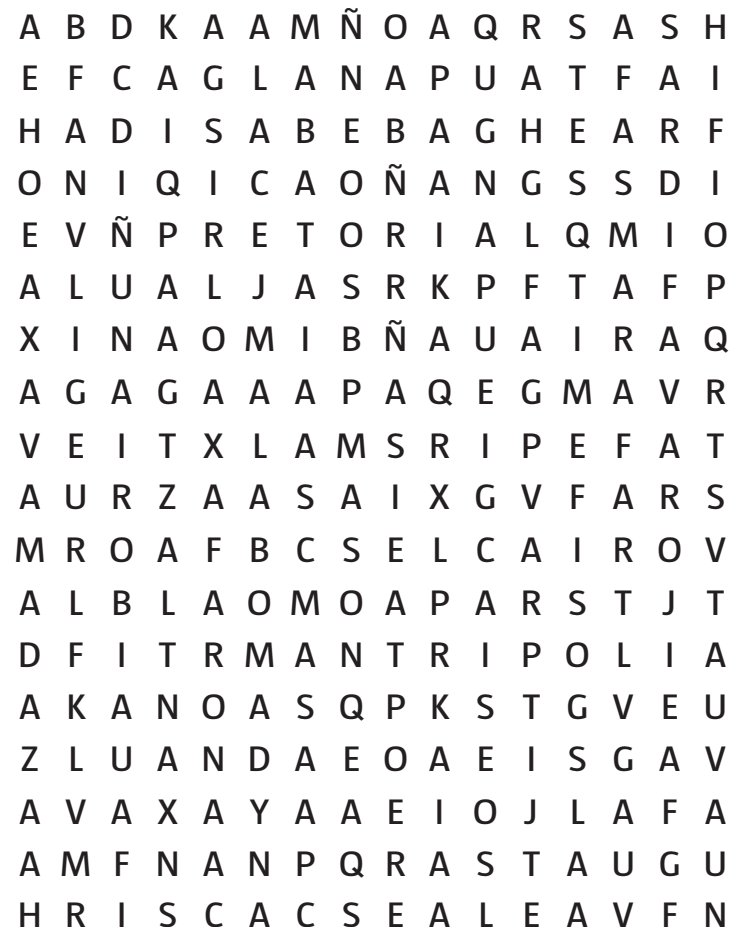 A B D K A A M Ñ O A Q R S A S H
E F C A G L A N A P U A T F A I
H A D I S A B E B A G H E A R F
O N I Q I C A O Ñ A N G S S D I
E V Ñ P R E T O R I A L Q M I O
A L U A L J A S R K P F T A F P
X I N A O M I B Ñ A U A I R A Q
A G A G A A A P A Q E G M A V R
V E I T X L A M S R I P E F A T
A U R Z A A S A I X G V F A R S
M R O A F B C S E L C A I R O V
A L B L A O M O A P A R S T J T
D F I T R M A N T R I P O L I A
A K A N O A S Q P K S T G V E U
Z L U A N D A E O A E I S G A V
A V A X A Y A A E I O J L A F A
A M F N A N P Q R A S T A U G U
H R I S C A C S E A L E A V F N